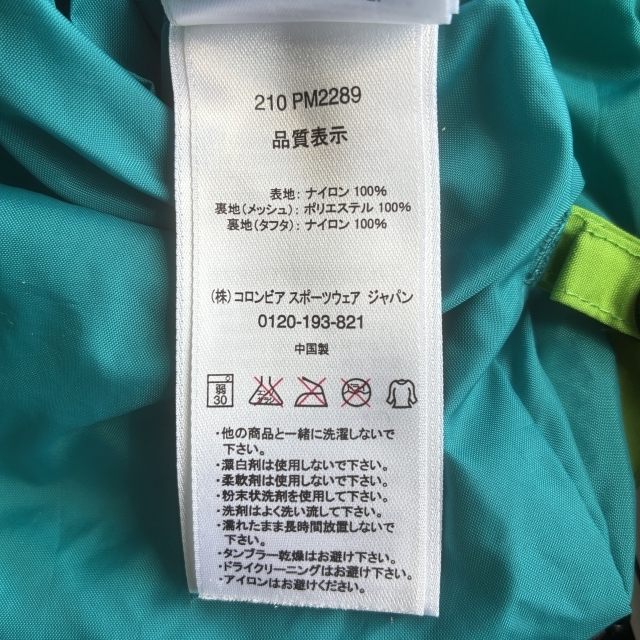 210 PM2289
品質表示
表地: ナイロン 100%
裏地(メッシュ): ポリエステル 100%
裏地(タフタ): ナイロン 100%
(株) コロンビア スポーツウェア ジャパン
0120-193-821
中国製
弱
30
エンソ
サラシ
・他の商品と一緒に洗濯しないで
下さい。
・漂白剤は使用しないで下さい。
・柔軟剤は使用しないで下さい。
・粉末状洗剤を使用して下さい。
・洗剤はよく洗い流して下さい。
・濡れたまま長時間放置しないで
下さい。
・タンブラー乾燥はお避け下さい。
・ドライクリーニングはお避け下さい。
・アイロンはお避けください。